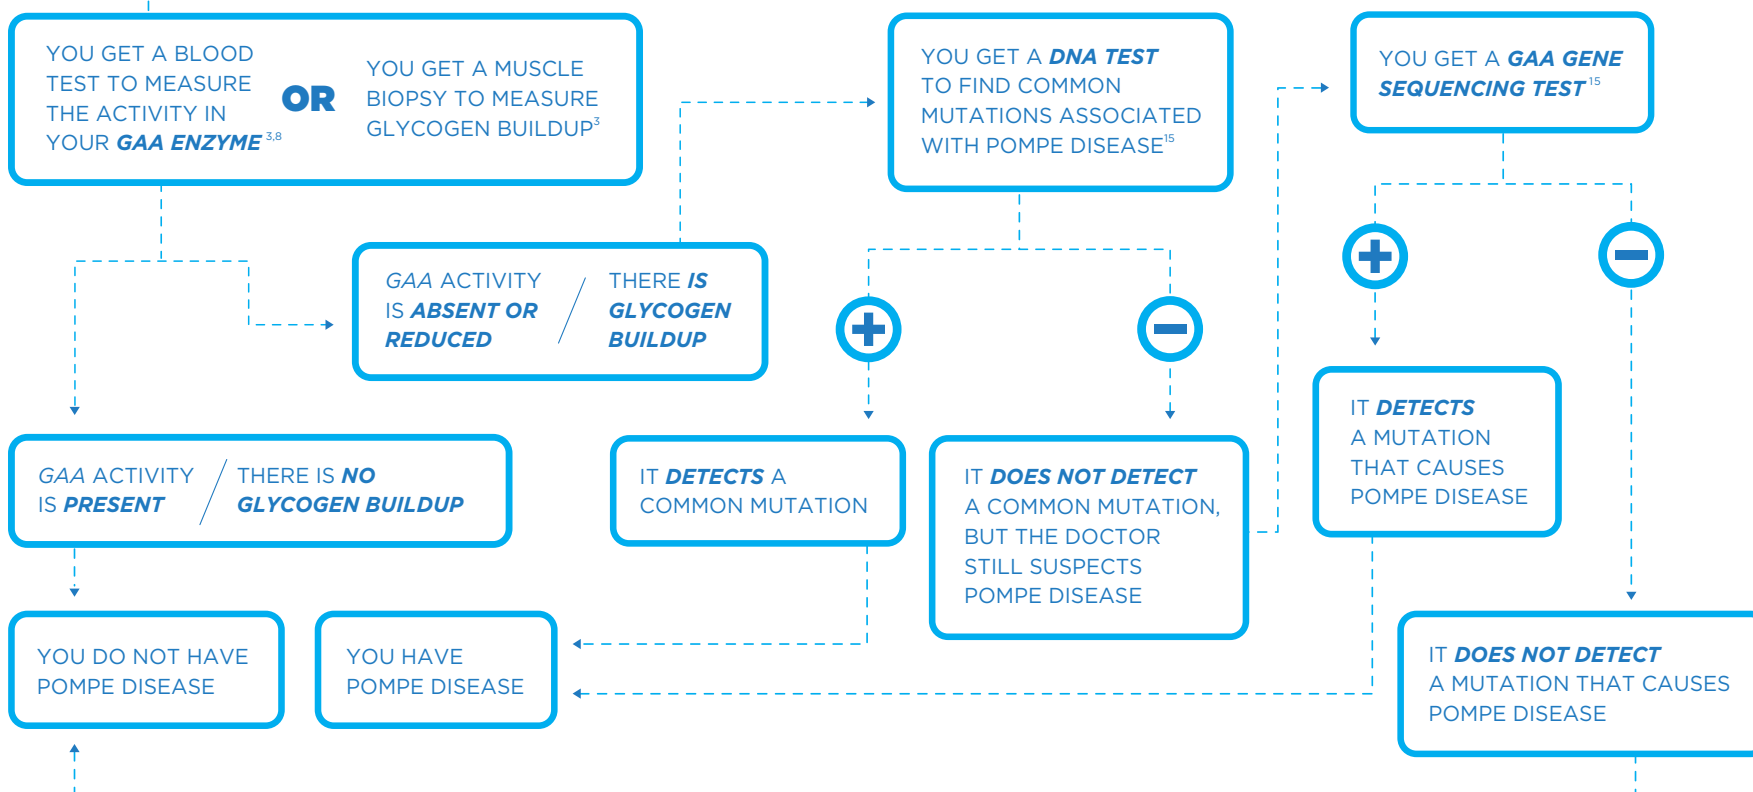 YOU GET A BLOOD
TEST TO MEASURE
THE ACTIVITY IN
YOUR GAA ENZYME 3,8
OR
YOU GET A MUSCLE
BIOPSY TO MEASURE
GLYCOGEN BUILDUP3
YOU GET A DNA TEST
TO FIND COMMON
MUTATIONS ASSOCIATED
WITH POMPE DISEASE15
YOU GET A GAA GENE
SEQUENCING TEST 15
GAA ACTIVITY
IS ABSENT OR
REDUCED
THERE IS
GLYCOGEN
BUILDUP
GAA ACTIVITY
IS PRESENT
THERE IS NO
GLYCOGEN BUILDUP
IT DETECTS A
COMMON MUTATION
IT DOES NOT DETECT
A COMMON MUTATION,
BUT THE DOCTOR
STILL SUSPECTS
POMPE DISEASE
IT DETECTS
A MUTATION
THAT CAUSES
POMPE DISEASE
YOU DO NOT HAVE
POMPE DISEASE
YOU HAVE
POMPE DISEASE
IT DOES NOT DETECT
A MUTATION THAT CAUSES
POMPE DISEASE